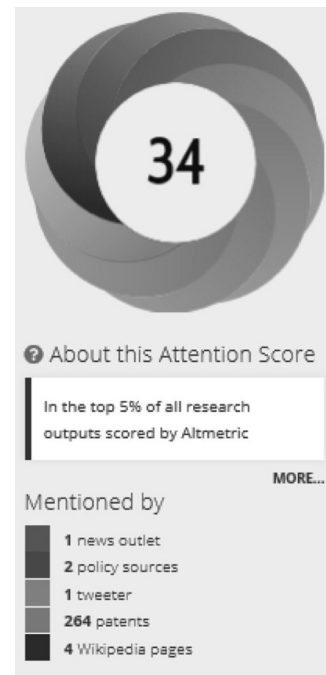 34
? About this Attention Score
In the top 5% of all research
outputs scored by Altmetric
MORE...
Mentioned by
1 news outlet
2 policy sources
1 tweeter
264 patents
4 Wikipedia pages